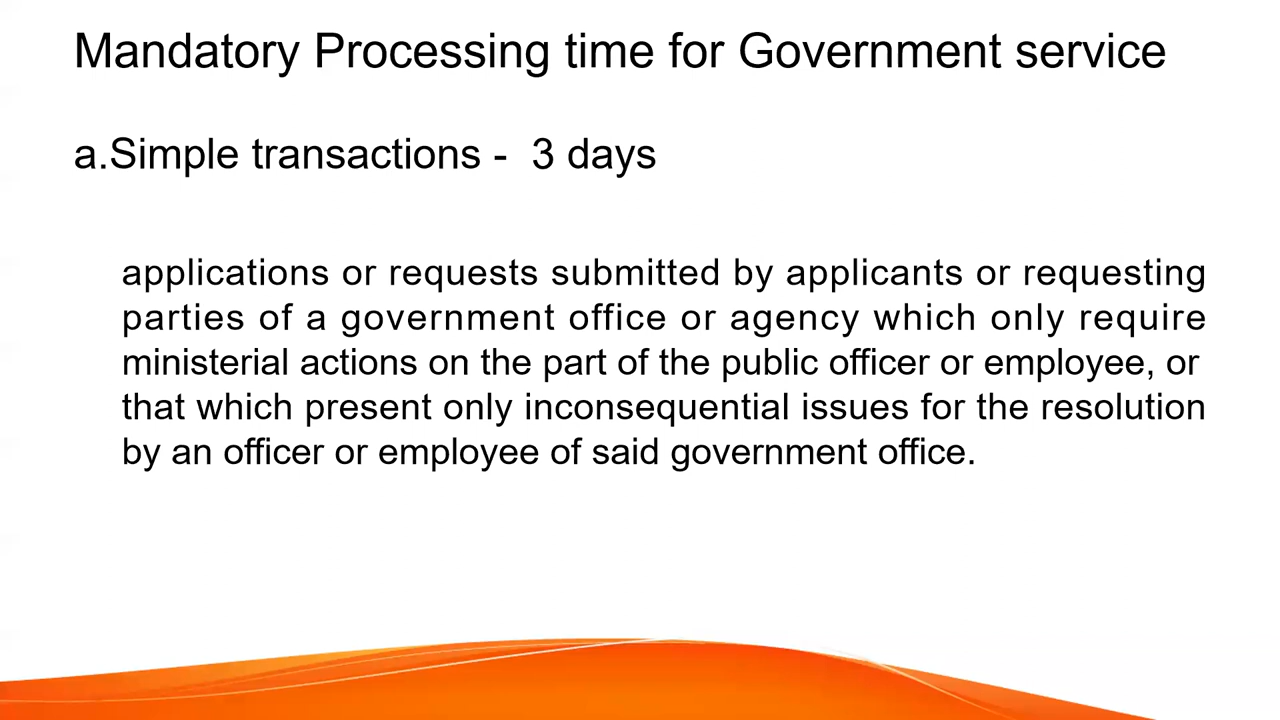 Mandatory Processing time for Government service
a.Simple transactions - 3 days
applications or requests submitted by applicants or requesting
parties of a government office or agency which only require
ministerial actions on the part of the public officer or employee, or
that which present only inconsequential issues for the resolution
by an officer or employee of said government office.